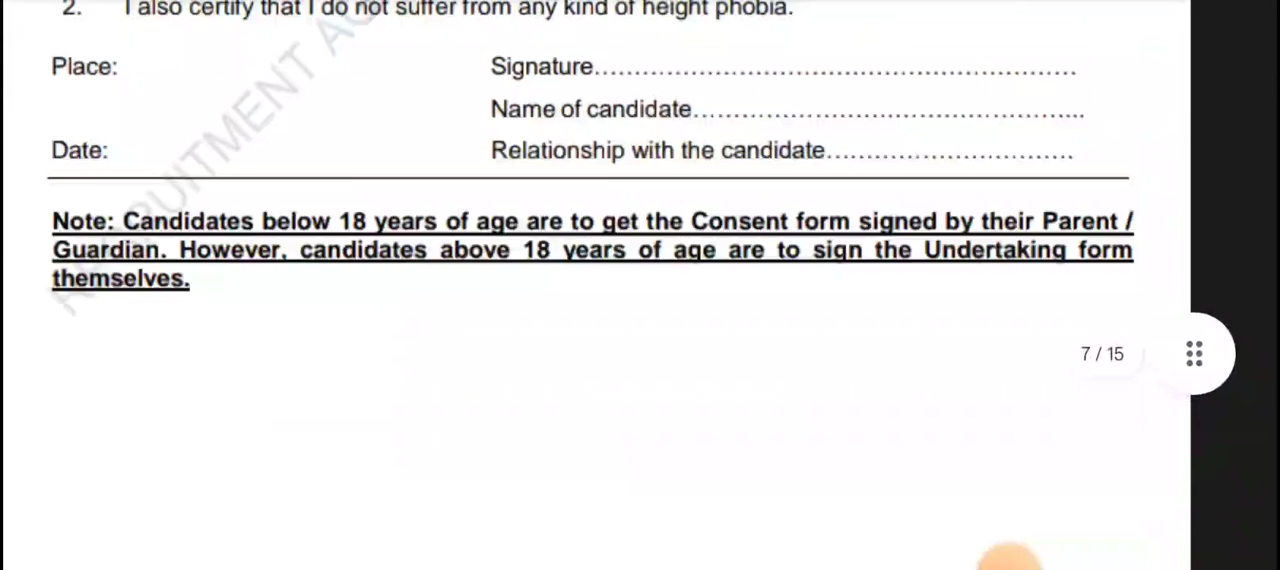 2. I also certify that I do not suffer from any kind of height phobia.
Place: Signature............................................................
Name of candidate.................................................
Date: Relationship with the candidate...............................
Note: Candidates below 18 years of age are to get the Consent form signed by their Parent /
Guardian. However, candidates above 18 years of age are to sign the Undertaking form
themselves.
7 / 15